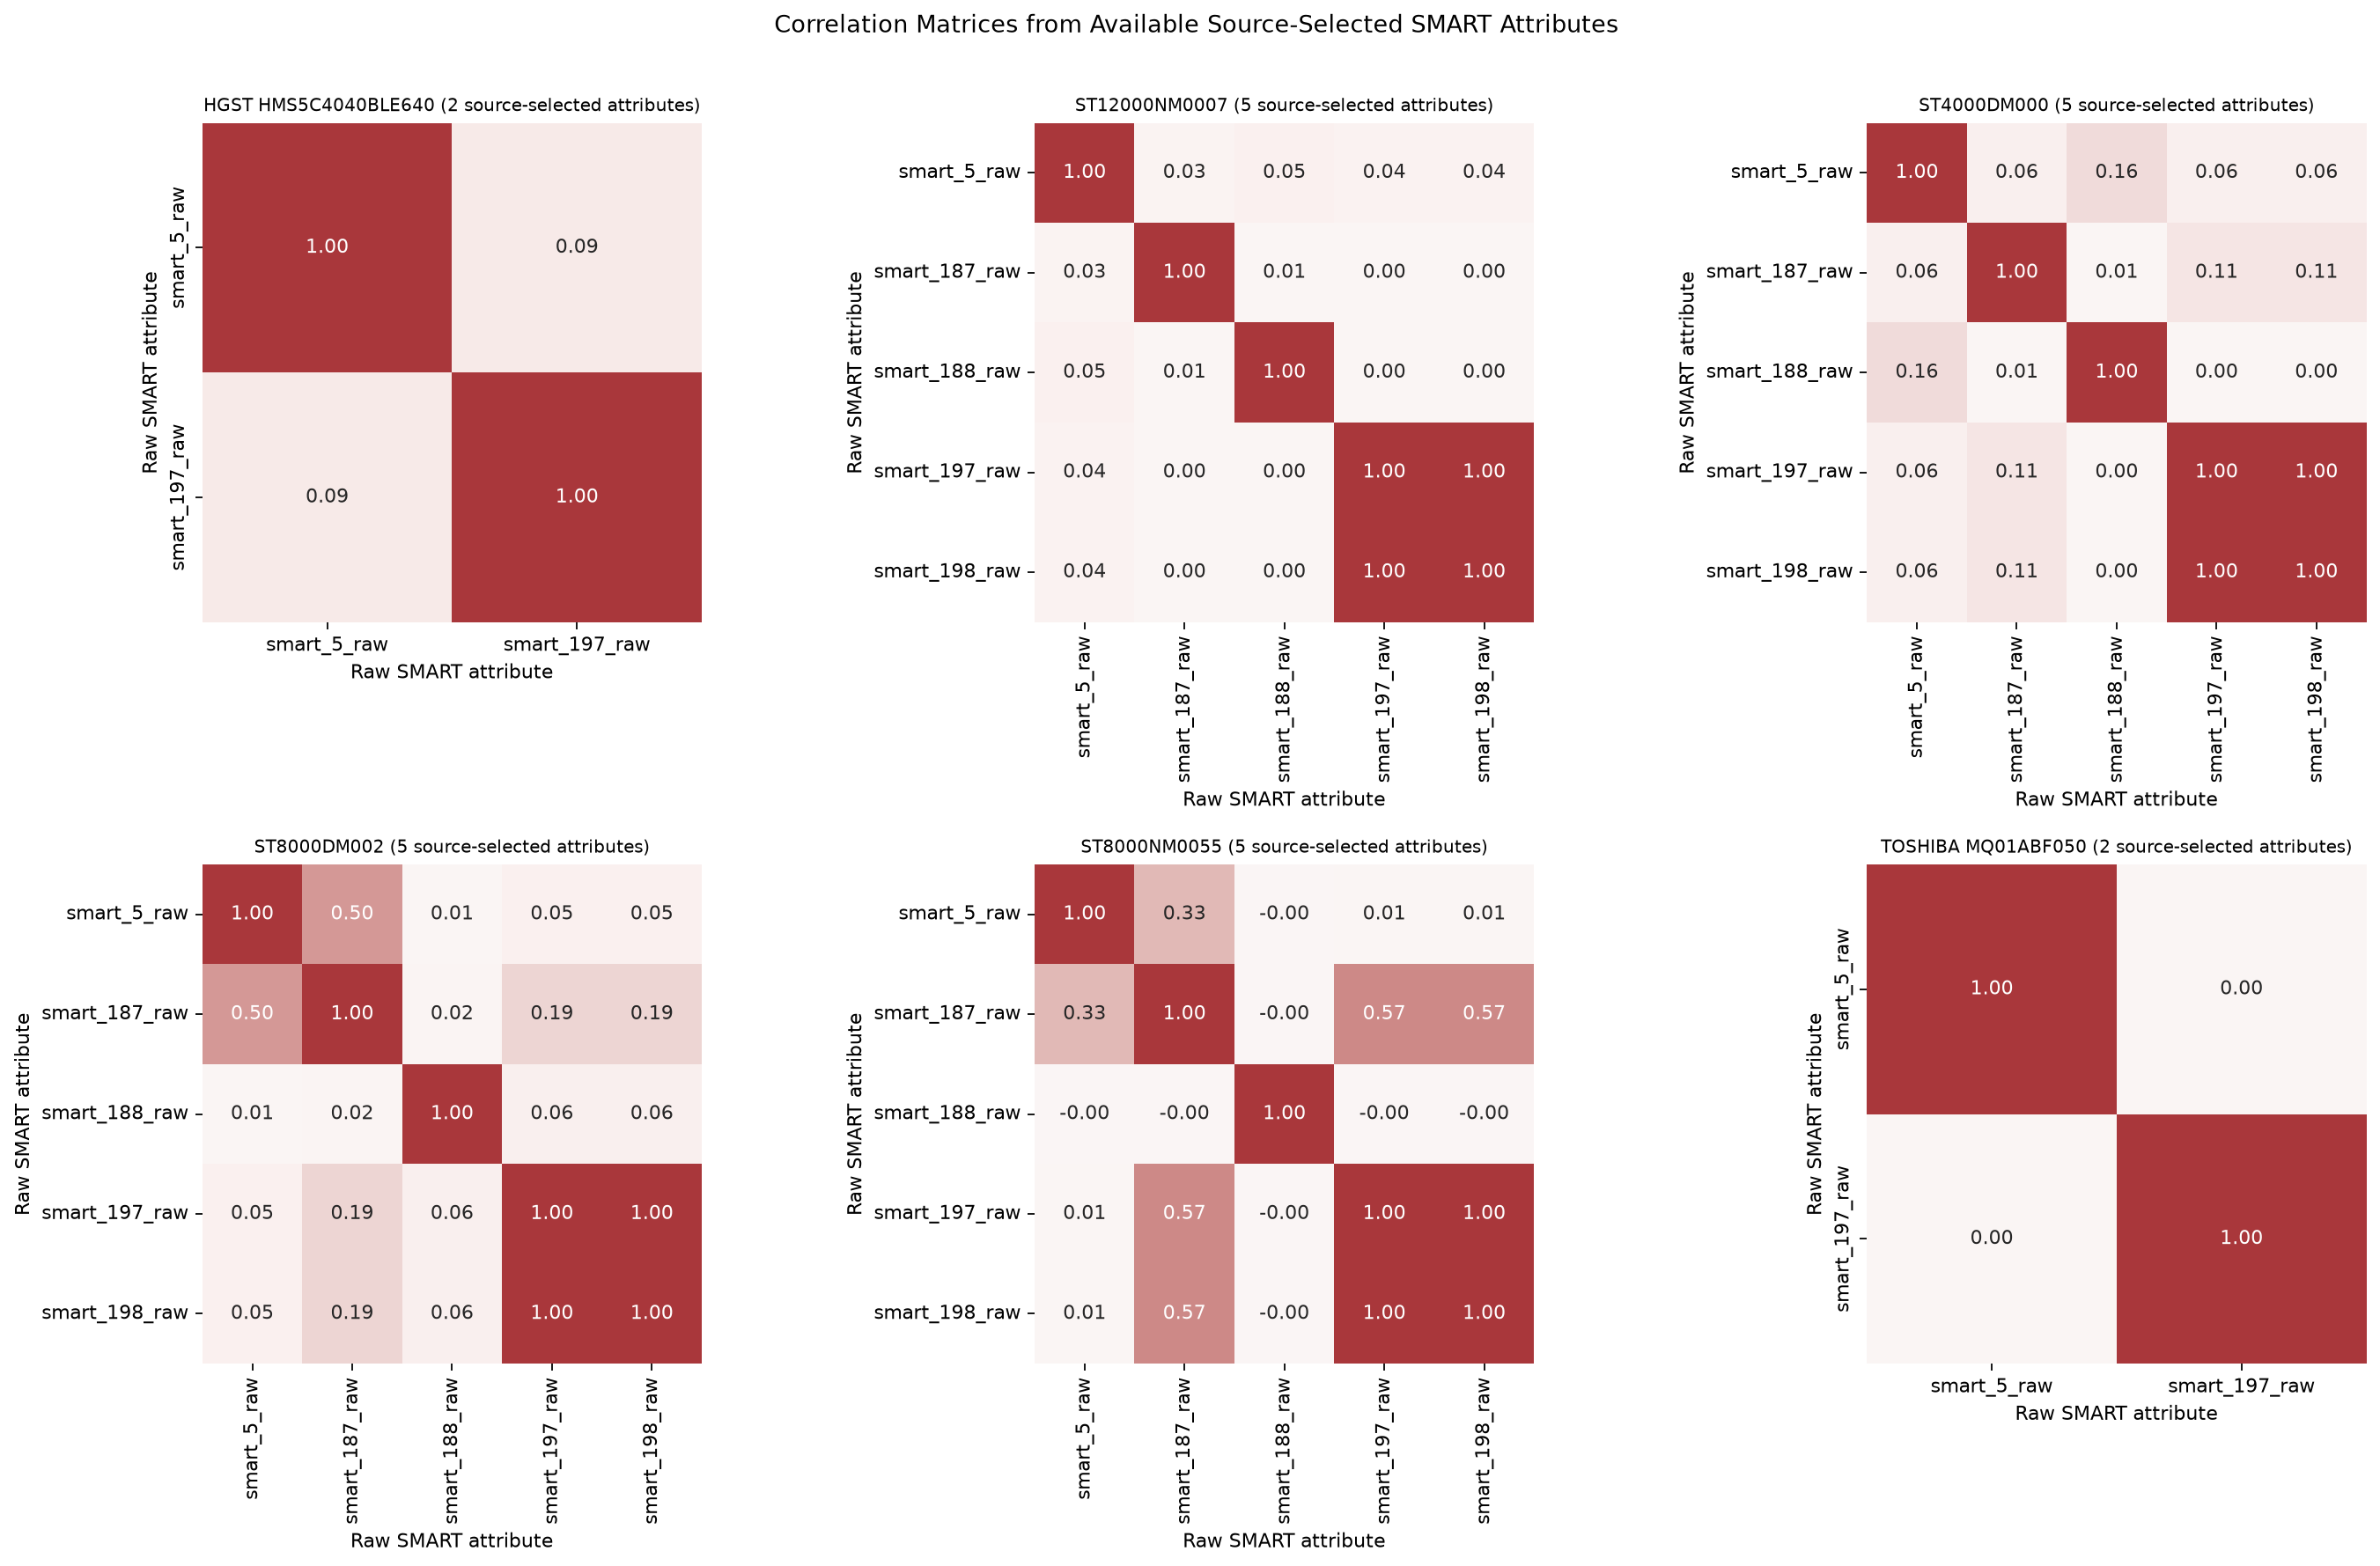 Correlation Matrices from Available Source-Selected SMART Attributes
HGST HMS5C4040BLE640 (2 source-selected attributes)
Raw SMART attribute
smart_5_raw
1.00 0.09
smart_197_raw
0.09 1.00
smart_5_raw smart_197_raw
Raw SMART attribute
ST12000NM0007 (5 source-selected attributes)
Raw SMART attribute
smart_5_raw 1.00 0.03 0.05 0.04 0.04
smart_187_raw 0.03 1.00 0.01 0.00 0.00
smart_188_raw 0.05 0.01 1.00 0.00 0.00
smart_197_raw 0.04 0.00 0.00 1.00 1.00
smart_198_raw 0.04 0.00 0.00 1.00 1.00
smart_5_raw smart_187_raw smart_188_raw smart_197_raw smart_198_raw
Raw SMART attribute
ST4000DM000 (5 source-selected attributes)
Raw SMART attribute
smart_5_raw 1.00 0.06 0.16 0.06 0.06
smart_187_raw 0.06 1.00 0.01 0.11 0.11
smart_188_raw 0.16 0.01 1.00 0.00 0.00
smart_197_raw 0.06 0.11 0.00 1.00 1.00
smart_198_raw 0.06 0.11 0.00 1.00 1.00
smart_5_raw smart_187_raw smart_188_raw smart_197_raw smart_198_raw
Raw SMART attribute
ST8000DM002 (5 source-selected attributes)
Raw SMART attribute
smart_5_raw 1.00 0.50 0.01 0.05 0.05
smart_187_raw 0.50 1.00 0.02 0.19 0.19
smart_188_raw 0.01 0.02 1.00 0.06 0.06
smart_197_raw 0.05 0.19 0.06 1.00 1.00
smart_198_raw 0.05 0.19 0.06 1.00 1.00
smart_5_raw smart_187_raw smart_188_raw smart_197_raw smart_198_raw
Raw SMART attribute
ST8000NM0055 (5 source-selected attributes)
Raw SMART attribute
smart_5_raw 1.00 0.33 -0.00 0.01 0.01
smart_187_raw 0.33 1.00 -0.00 0.57 0.57
smart_188_raw -0.00 -0.00 1.00 -0.00 -0.00
smart_197_raw 0.01 0.57 -0.00 1.00 1.00
smart_198_raw 0.01 0.57 -0.00 1.00 1.00
smart_5_raw smart_187_raw smart_188_raw smart_197_raw smart_198_raw
Raw SMART attribute
TOSHIBA MQ01ABF050 (2 source-selected attributes)
Raw SMART attribute
smart_5_raw
1.00 0.00
smart_197_raw
0.00 1.00
smart_5_raw smart_197_raw
Raw SMART attribute